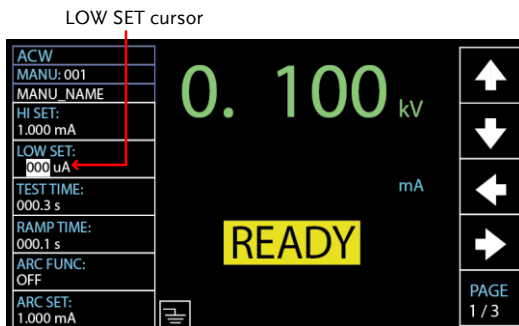 LOW SET cursor
ACW
MANU: 001
MANU_NAME
HI SET:
1.000 mA
LOW SET:
000 uA
TEST TIME:
000.3 s
RAMP TIME:
000.1 s
ARC FUNC:
OFF
ARC SET:
1.000 mA
0. 100 kV
mA
READY
PAGE
1 / 3